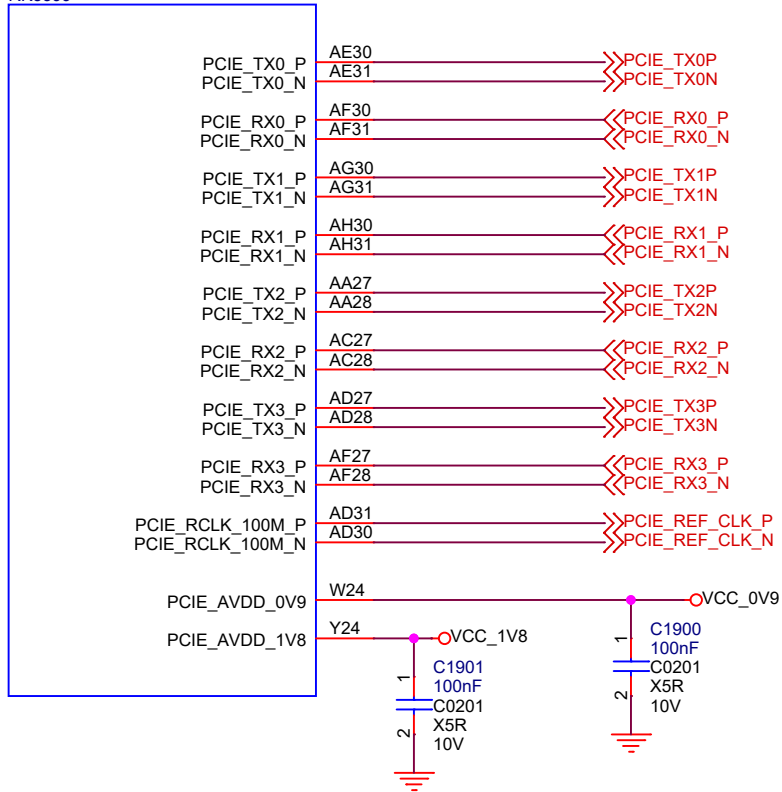 PCIE_TX0_P AE30 PCIE_TX0P
PCIE_TX0_N AE31 PCIE_TX0N
PCIE_RX0_P AF30 PCIE_RX0_P
PCIE_RX0_N AF31 PCIE_RX0_N
PCIE_TX1_P AG30 PCIE_TX1P
PCIE_TX1_N AG31 PCIE_TX1N
PCIE_RX1_P AH30 PCIE_RX1_P
PCIE_RX1_N AH31 PCIE_RX1_N
PCIE_TX2_P AA27 PCIE_TX2P
PCIE_TX2_N AA28 PCIE_TX2N
PCIE_RX2_P AC27 PCIE_RX2_P
PCIE_RX2_N AC28 PCIE_RX2_N
PCIE_TX3_P AD27 PCIE_TX3P
PCIE_TX3_N AD28 PCIE_TX3N
PCIE_RX3_P AF27 PCIE_RX3_P
PCIE_RX3_N AF28 PCIE_RX3_N
PCIE_RCLK_100M_P AD31 PCIE_REF_CLK_P
PCIE_RCLK_100M_N AD30 PCIE_REF_CLK_N
PCIE_AVDD_0V9 W24 VCC_0V9
PCIE_AVDD_1V8 Y24 VCC_1V8
1
2
C1900
100nF
C0201
X5R
10V
1
2
C1901
100nF
C0201
X5R
10V